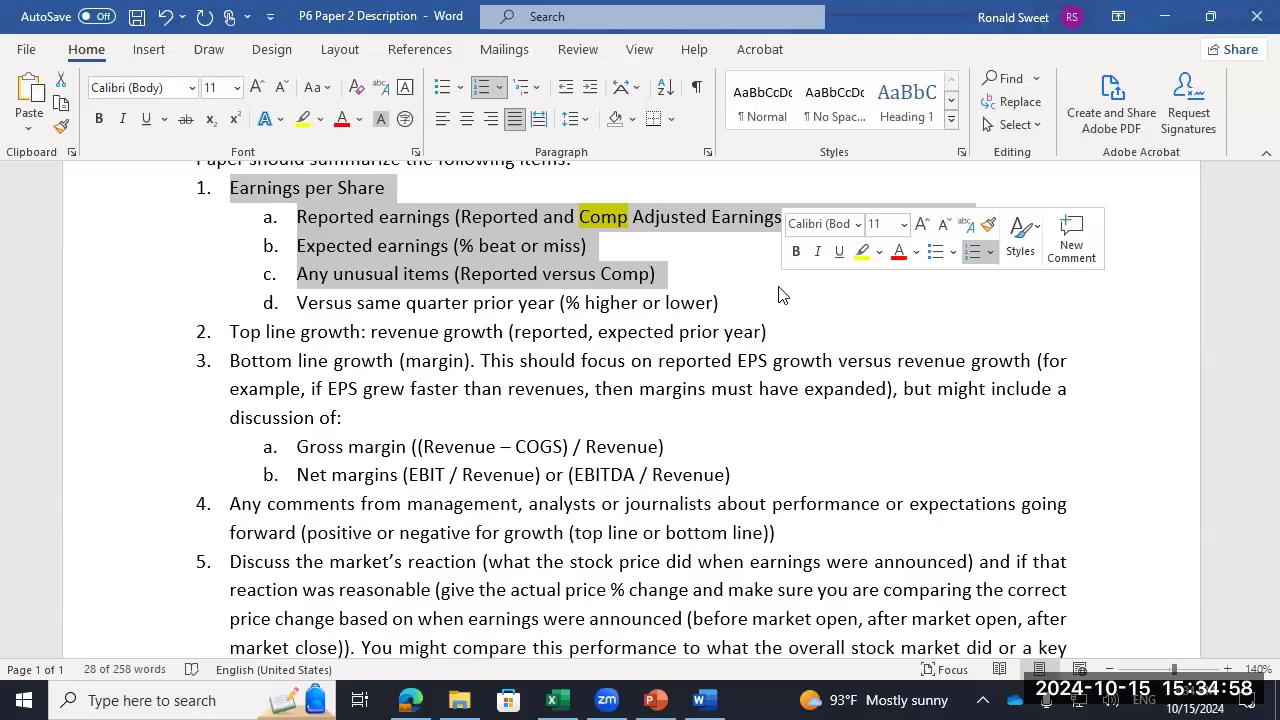 AutoSave Off P6 Paper 2 Description - Word Search Ronald Sweet RS
File Home Insert Draw Design Layout References Mailings Review View Help Acrobat Share
Paste Calibri (Body) 11 Aa AaBbCcDc AaBbCcDc AaBbC Find
¶ Normal ¶ No Spac... Heading 1 Replace Create and Share Adobe PDF Request Signatures
Select
Clipboard Font Paragraph Styles Editing Adobe Acrobat
Paper should summarize the following items:
1. Earnings per Share
a. Reported earnings (Reported and Comp Adjusted Earnings
Calibri (Bod 11
Styles New Comment
b. Expected earnings (% beat or miss)
c. Any unusual items (Reported versus Comp)
d. Versus same quarter prior year (% higher or lower)
2. Top line growth: revenue growth (reported, expected prior year)
3. Bottom line growth (margin). This should focus on reported EPS growth versus revenue growth (for
example, if EPS grew faster than revenues, then margins must have expanded), but might include a
discussion of:
a. Gross margin ((Revenue – COGS) / Revenue)
b. Net margins (EBIT / Revenue) or (EBITDA / Revenue)
4. Any comments from management, analysts or journalists about performance or expectations going
forward (positive or negative for growth (top line or bottom line))
5. Discuss the market's reaction (what the stock price did when earnings were announced) and if that
reaction was reasonable (give the actual price % change and make sure you are comparing the correct
price change based on when earnings were announced (before market open, after market open, after
market close)). You might compare this performance to what the overall stock market did or a key
Page 1 of 1 28 of 258 words English (United States) Focus 140%
Type here to search 93°F Mostly sunny ENG
2024-10-15 15:34:58
10/15/2024